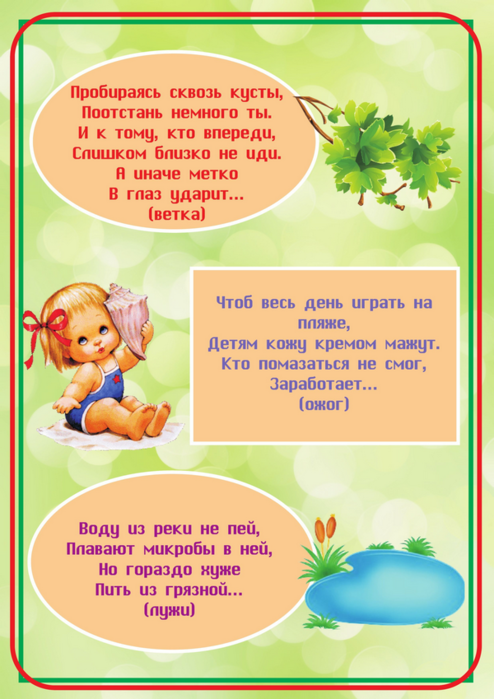 Пробираясь сквозь кусты,
Поотстань немного ты.
И к тому, кто впереди,
Слишком близко не иди.
А иначе метко
В глаз ударит...
(ветка)
Чтоб весь день играть на
пляже,
Детям кожу кремом мажут.
Кто помазаться не смог,
Заработает...
(ожог)
Воду из реки не пей,
Плавают микробы в ней,
Но гораздо хуже
Пить из грязной...
(лужи)